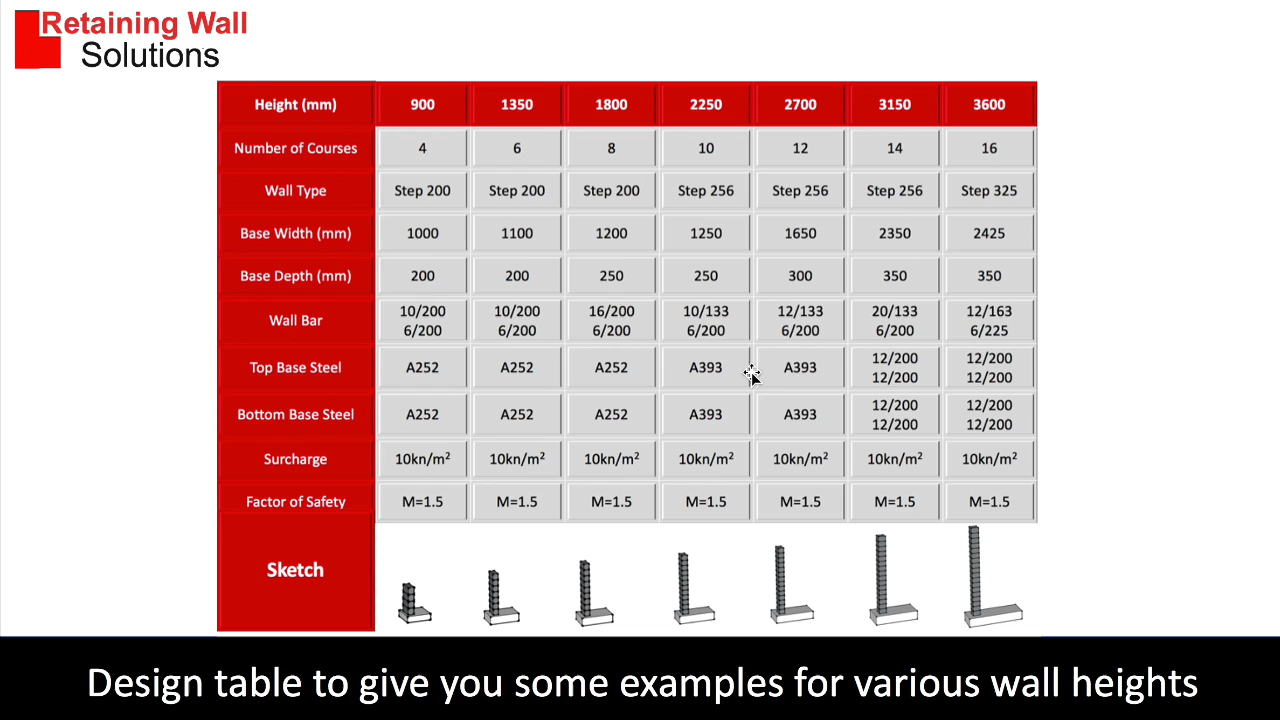 Retaining Wall
Solutions
Height (mm) 900 1350 1800 2250 2700 3150 3600
Number of Courses 4 6 8 10 12 14 16
Wall Type Step 200 Step 200 Step 200 Step 256 Step 256 Step 256 Step 325
Base Width (mm) 1000 1100 1200 1250 1650 2350 2425
Base Depth (mm) 200 200 250 250 300 350 350
Wall Bar 10/200 10/200 16/200 10/133 12/133 20/133 12/163
6/200 6/200 6/200 6/200 6/200 6/200 6/225
Top Base Steel A252 A252 A252 A393 A393 12/200 12/200
12/200 12/200
Bottom Base Steel A252 A252 A252 A393 A393 12/200 12/200
12/200 12/200
Surcharge 10kn/m² 10kn/m² 10kn/m² 10kn/m² 10kn/m² 10kn/m² 10kn/m²
Factor of Safety M=1.5 M=1.5 M=1.5 M=1.5 M=1.5 M=1.5 M=1.5
Sketch
Design table to give you some examples for various wall heights